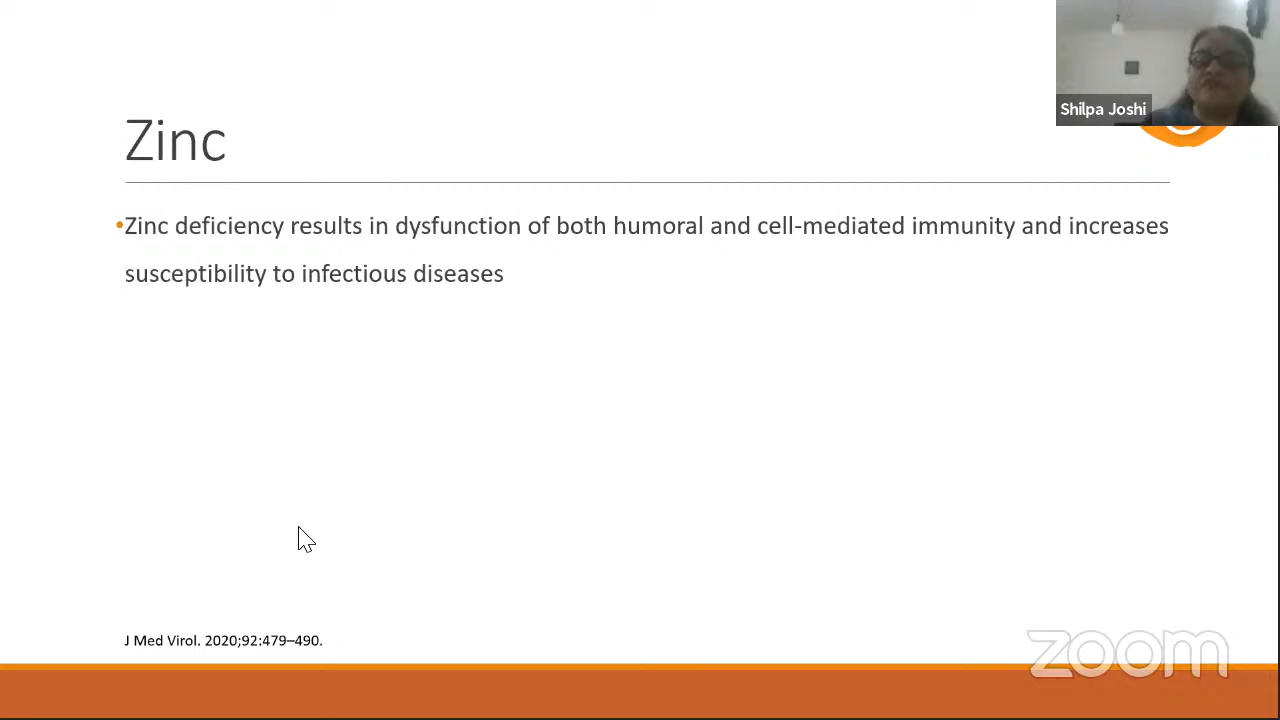 Shilpa Joshi
Zinc
•Zinc deficiency results in dysfunction of both humoral and cell-mediated immunity and increases
susceptibility to infectious diseases
J Med Virol. 2020;92:479–490.
zoom